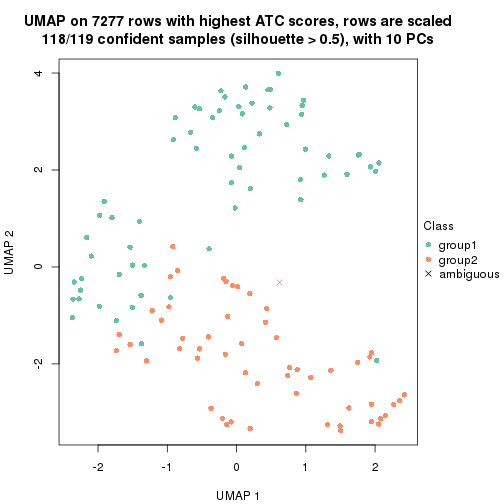 UMAP on 7277 rows with highest ATC scores, rows are scaled
118/119 confident samples (silhouette > 0.5), with 10 PCs
4
2
0
-2
UMAP 2
-2
-1
0
1
2
UMAP 1
Class
group1
group2
ambiguous